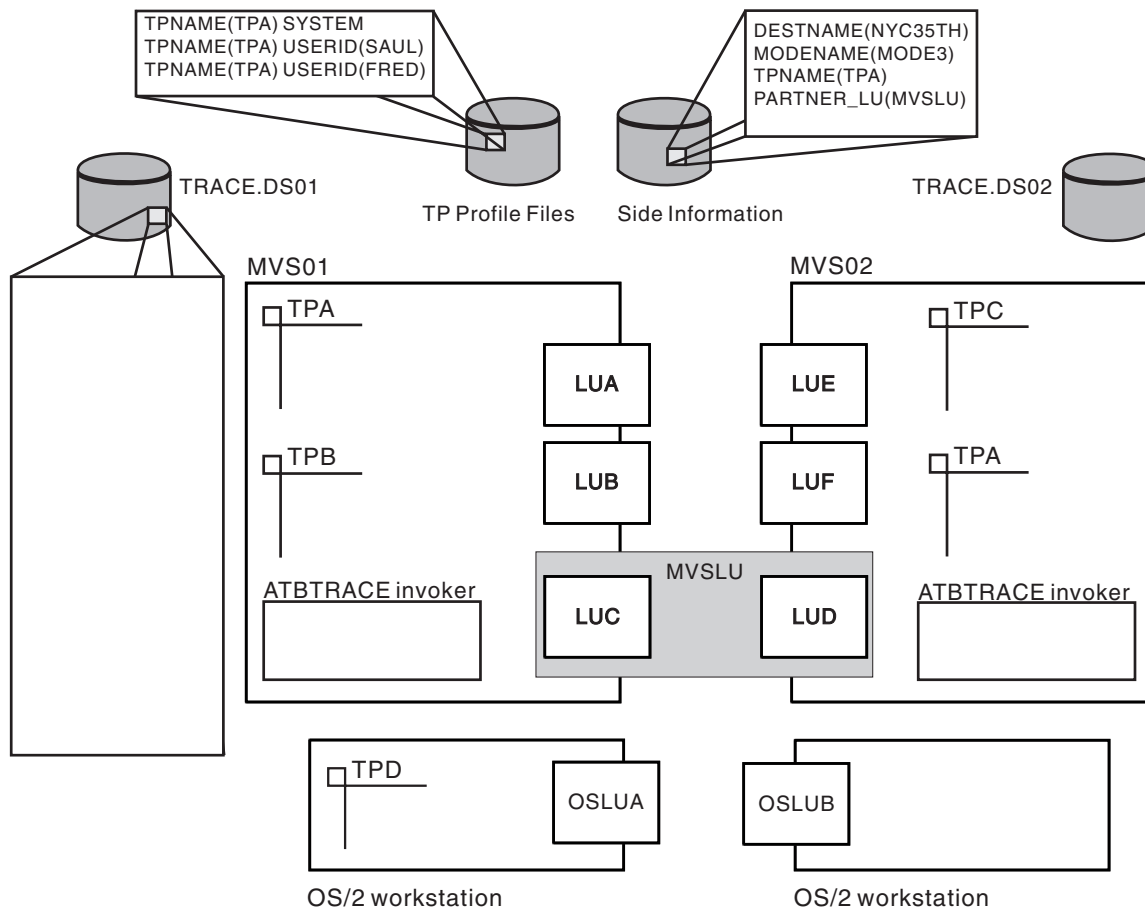 TPNAME(TPA) SYSTEM
TPNAME(TPA) USERID(SAUL)
TPNAME(TPA) USERID(FRED)
DESTNAME(NYC35TH)
MODENAME(MODE3)
TPNAME(TPA)
PARTNER_LU(MVSLU)
TRACE.DS01
TP Profile Files
Side Information
TRACE.DS02
MVS01
MVS02
TPA
TPC
LUA
LUE
TPB
LUB
LUF
TPA
MVSLU
ATBTRACE invoker
LUC
LUD
ATBTRACE invoker
TPD
OSLUA
OSLUB
OS/2 workstation
OS/2 workstation